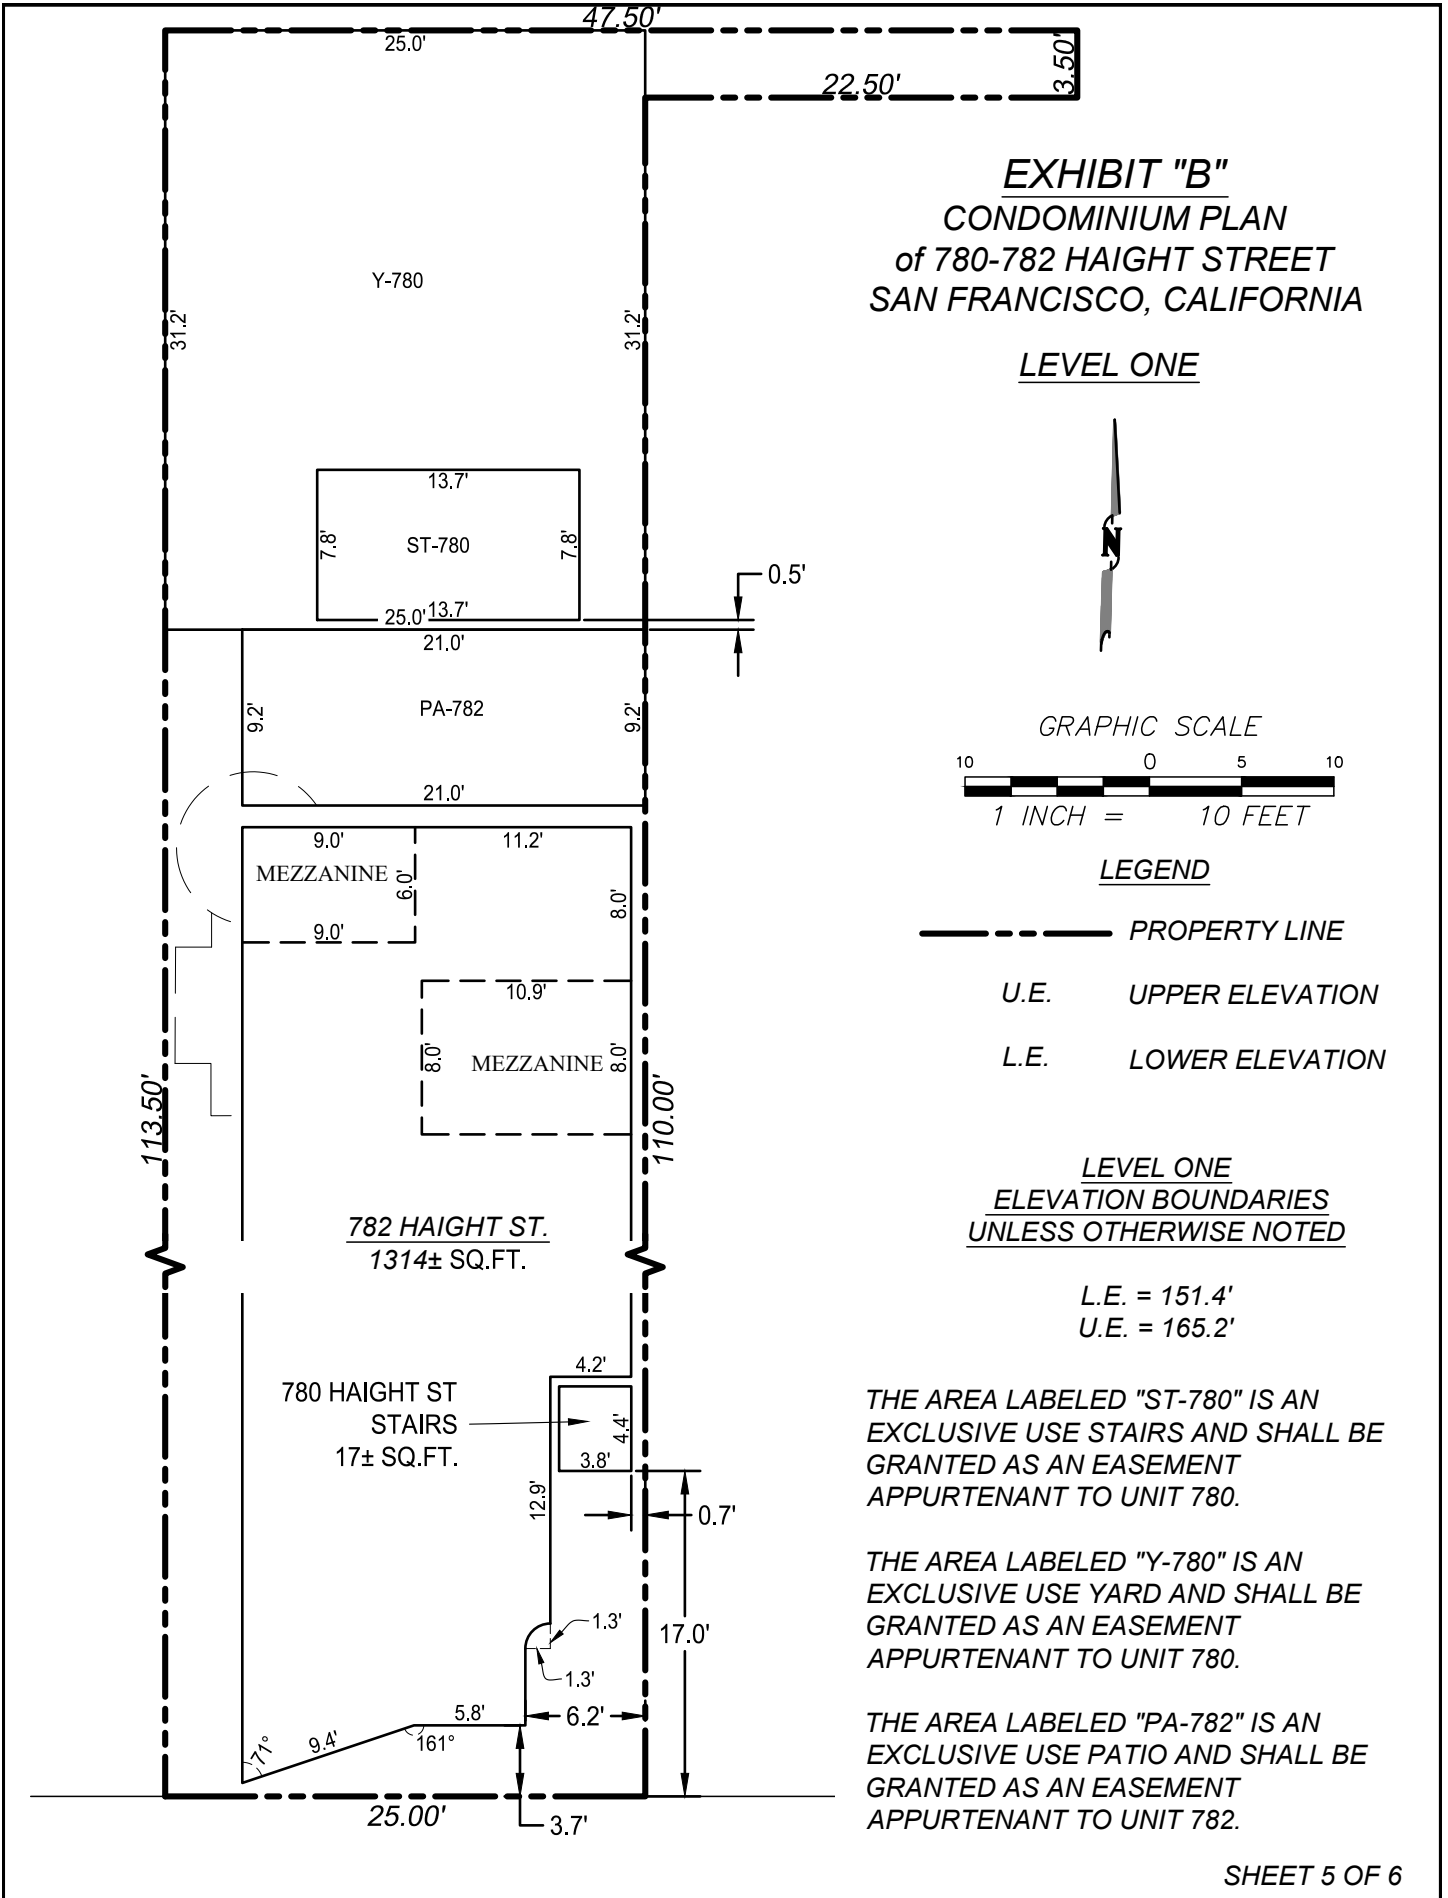 47.50'
25.0'
3.50'
22.50'
EXHIBIT "B"
CONDOMINIUM PLAN
of 780-782 HAIGHT STREET
SAN FRANCISCO, CALIFORNIA
LEVEL ONE
Y-780
31.2'
31.2'
13.7'
7.8'
ST-780
7.8'
13.7'
25.0'
0.5'
N
21.0'
9.2'
PA-782
9.2'
21.0'
GRAPHIC SCALE
10 0 5 10
1 INCH = 10 FEET
9.0'
11.2'
MEZZANINE
6.0'
8.0'
9.0'
LEGEND
PROPERTY LINE
U.E. UPPER ELEVATION
L.E. LOWER ELEVATION
10.9'
8.0'
MEZZANINE
8.0'
113.50'
110.00'
782 HAIGHT ST.
1314± SQ.FT.
LEVEL ONE
ELEVATION BOUNDARIES
UNLESS OTHERWISE NOTED
L.E. = 151.4'
U.E. = 165.2'
4.2'
780 HAIGHT ST
STAIRS
17± SQ.FT.
4.4'
3.8'
12.9'
0.7'
1.3'
1.3'
17.0'
5.8'
6.2'
9.4'
71°
161°
25.00'
3.7'
THE AREA LABELED "ST-780" IS AN
EXCLUSIVE USE STAIRS AND SHALL BE
GRANTED AS AN EASEMENT
APPURTENANT TO UNIT 780.
THE AREA LABELED "Y-780" IS AN
EXCLUSIVE USE YARD AND SHALL BE
GRANTED AS AN EASEMENT
APPURTENANT TO UNIT 780.
THE AREA LABELED "PA-782" IS AN
EXCLUSIVE USE PATIO AND SHALL BE
GRANTED AS AN EASEMENT
APPURTENANT TO UNIT 782.
SHEET 5 OF 6